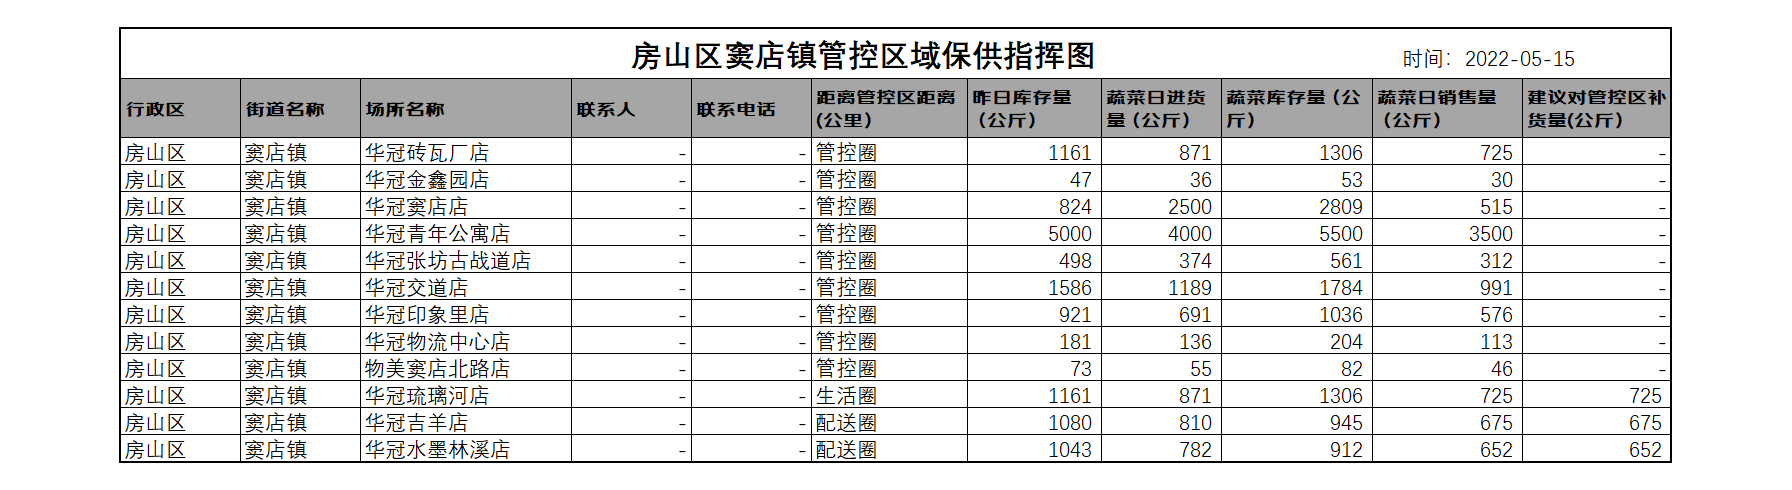 房山区窦店镇管控区域保供指挥图 时间：2022-05-15
行政区 街道名称 场所名称 联系人 联系电话 距离管控区距离(公里) 昨日库存量（公斤） 蔬菜日进货量（公斤） 蔬菜库存量（公斤） 蔬菜日销售量（公斤） 建议对管控区补货量(公斤)
房山区 窦店镇 华冠砖瓦厂店 - - 管控圈 1161 871 1306 725 -
房山区 窦店镇 华冠金鑫园店 - - 管控圈 47 36 53 30 -
房山区 窦店镇 华冠窦店店 - - 管控圈 824 2500 2809 515 -
房山区 窦店镇 华冠青年公寓店 - - 管控圈 5000 4000 5500 3500 -
房山区 窦店镇 华冠张坊古战道店 - - 管控圈 498 374 561 312 -
房山区 窦店镇 华冠交道店 - - 管控圈 1586 1189 1784 991 -
房山区 窦店镇 华冠印象里店 - - 管控圈 921 691 1036 576 -
房山区 窦店镇 华冠物流中心店 - - 管控圈 181 136 204 113 -
房山区 窦店镇 物美窦店北路店 - - 管控圈 73 55 82 46 -
房山区 窦店镇 华冠琉璃河店 - - 生活圈 1161 871 1306 725 725
房山区 窦店镇 华冠吉羊店 - - 配送圈 1080 810 945 675 675
房山区 窦店镇 华冠水墨林溪店 - - 配送圈 1043 782 912 652 652